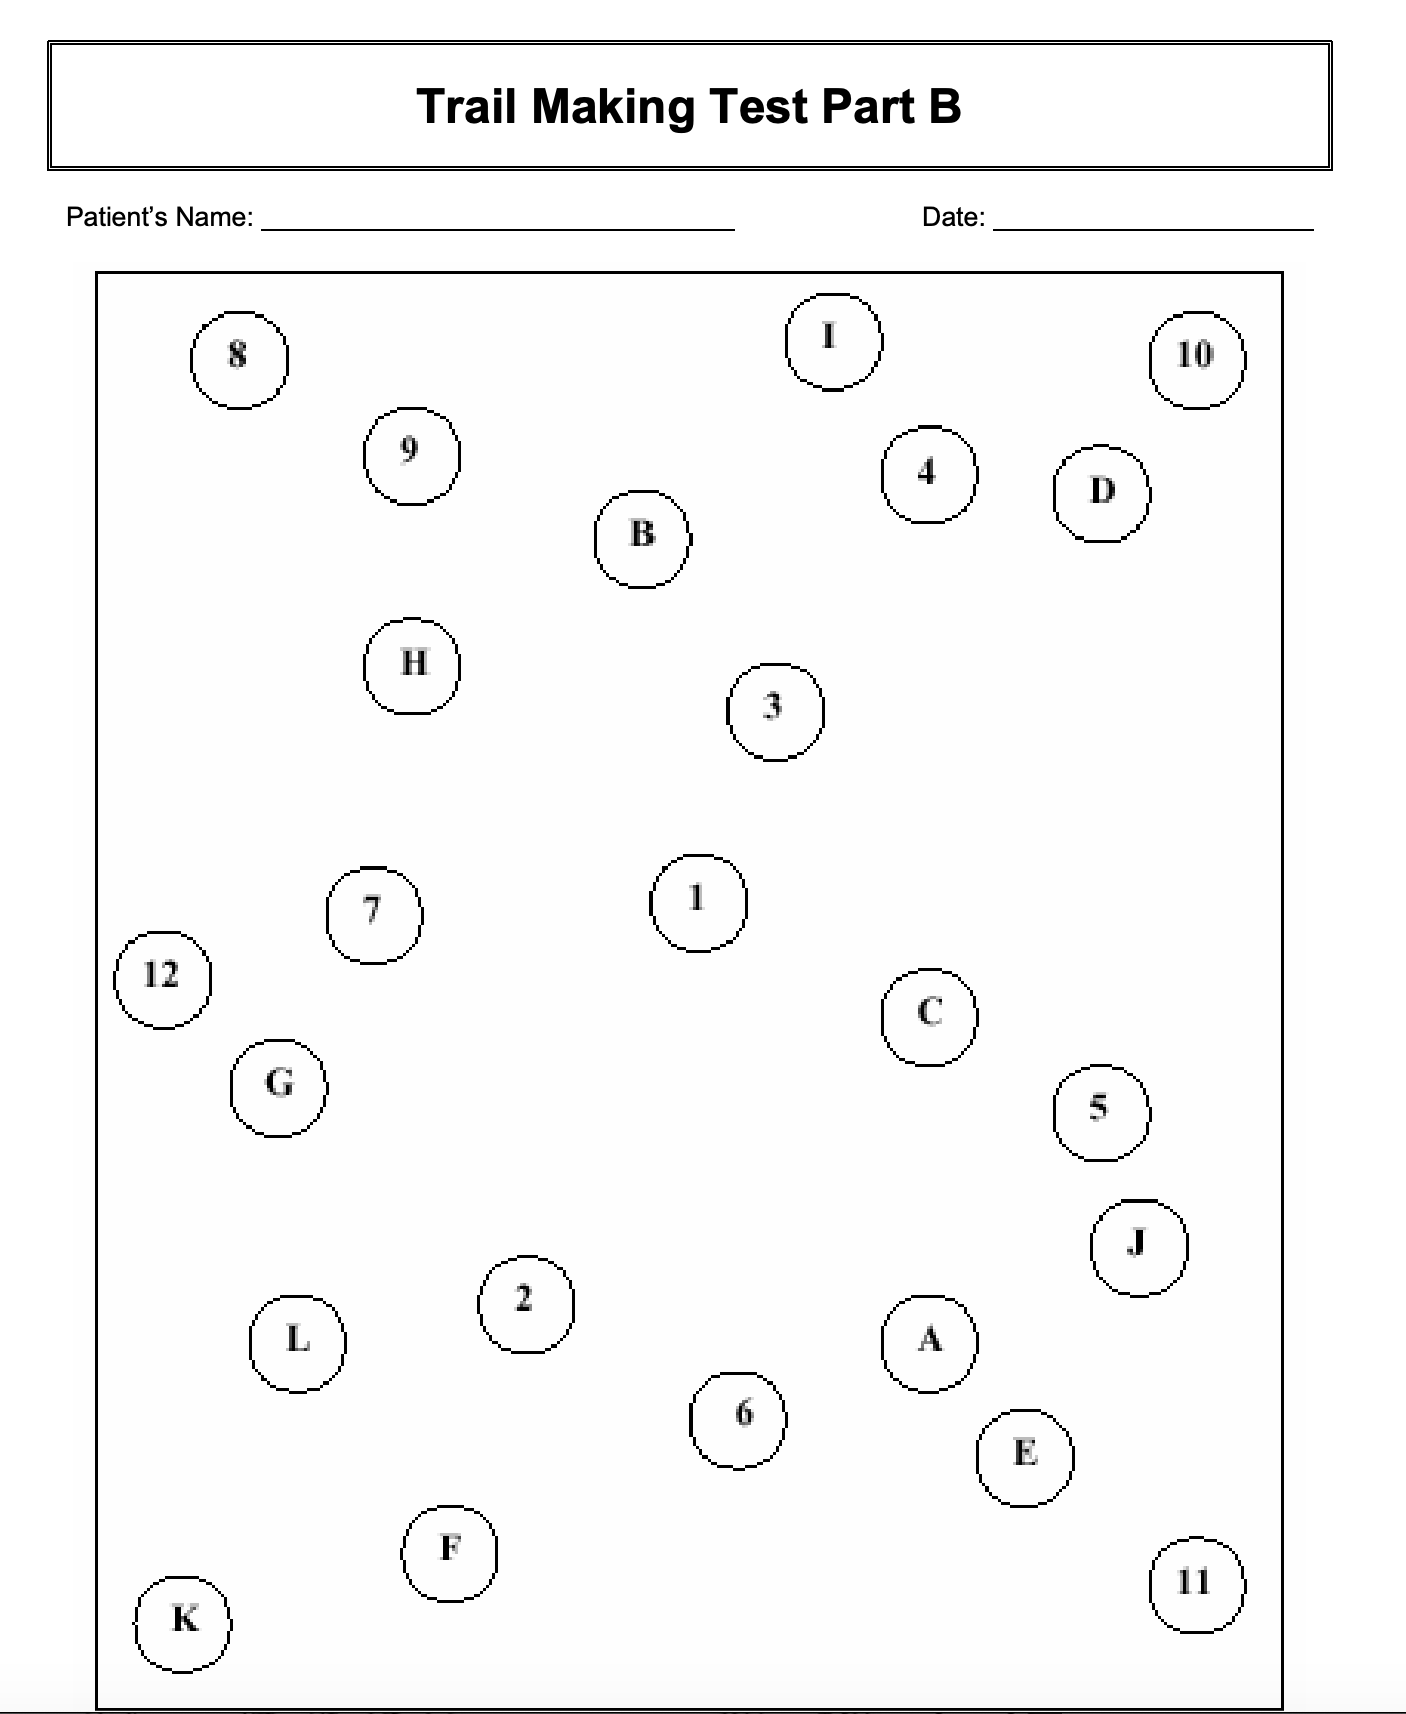 Trail Making Test Part B
Patient’s Name: Date:
I
8 10
9
4 D
B
H
3
1
7
12
C
G
5
J
2
L A
6
E
F
11
K